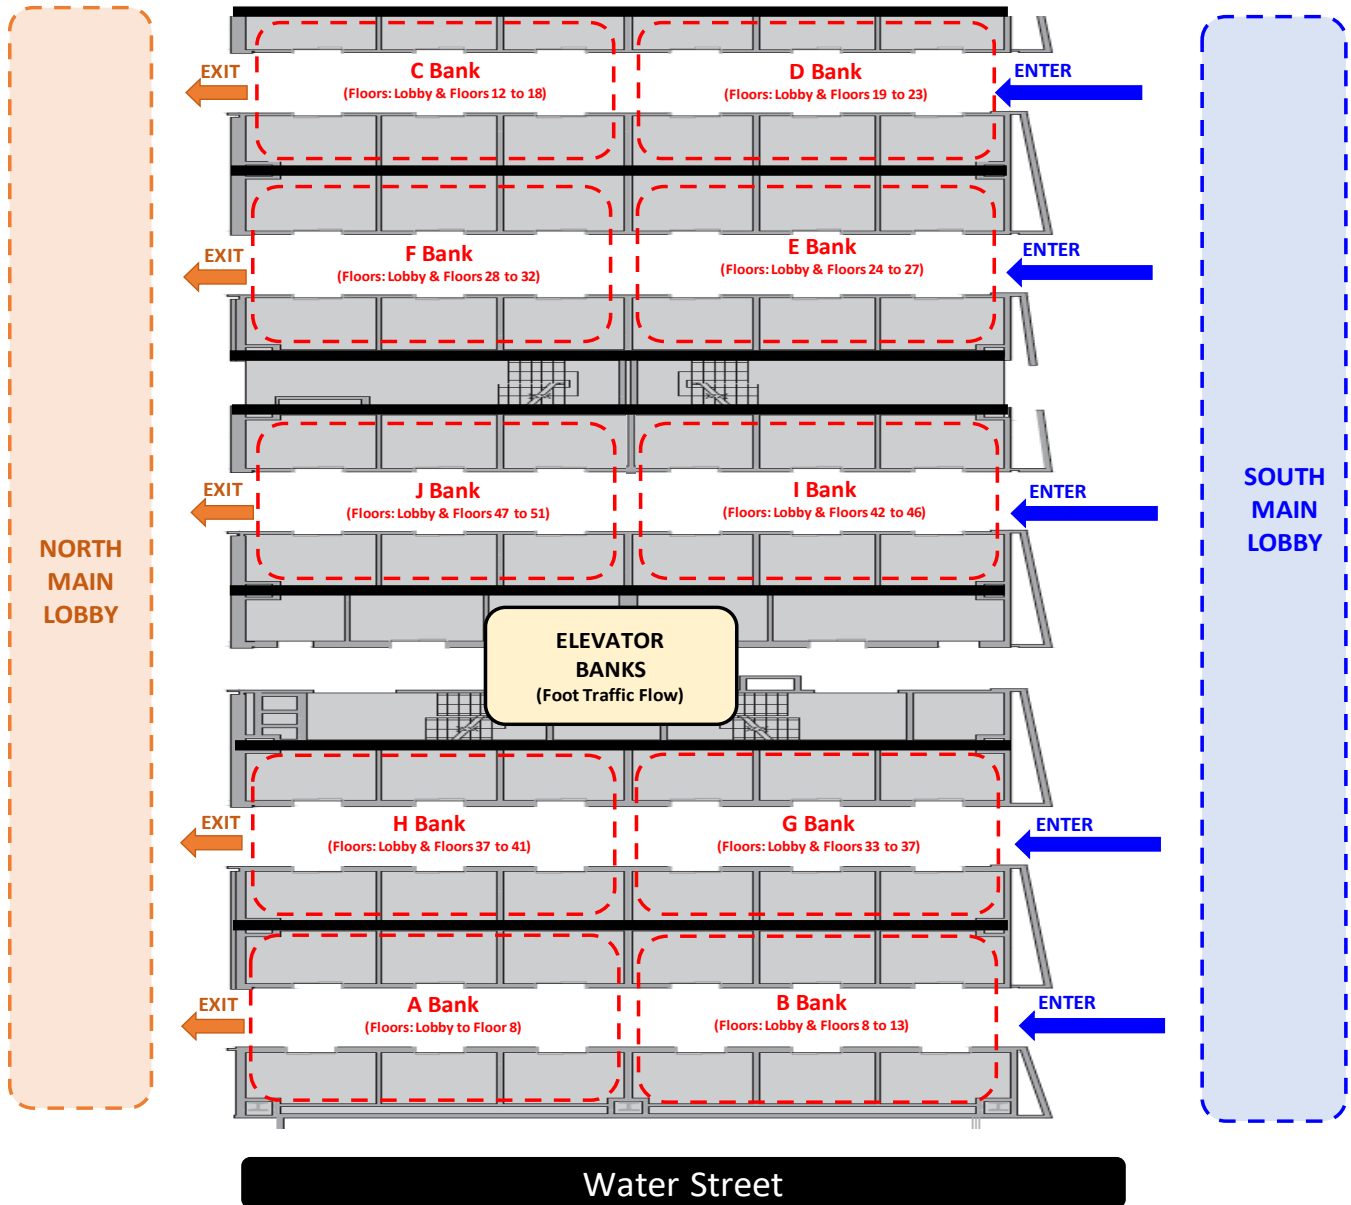 EXIT
C Bank
(Floors: Lobby & Floors 12 to 18)
D Bank
(Floors: Lobby & Floors 19 to 23)
ENTER
EXIT
F Bank
(Floors: Lobby & Floors 28 to 32)
E Bank
(Floors: Lobby & Floors 24 to 27)
ENTER
EXIT
J Bank
(Floors: Lobby & Floors 47 to 51)
I Bank
(Floors: Lobby & Floors 42 to 46)
ENTER
NORTH
MAIN
LOBBY
SOUTH
MAIN
LOBBY
ELEVATOR
BANKS
(Foot Traffic Flow)
EXIT
H Bank
(Floors: Lobby & Floors 37 to 41)
G Bank
(Floors: Lobby & Floors 33 to 37)
ENTER
EXIT
A Bank
(Floors: Lobby to Floor 8)
B Bank
(Floors: Lobby & Floors 8 to 13)
ENTER
Water Street